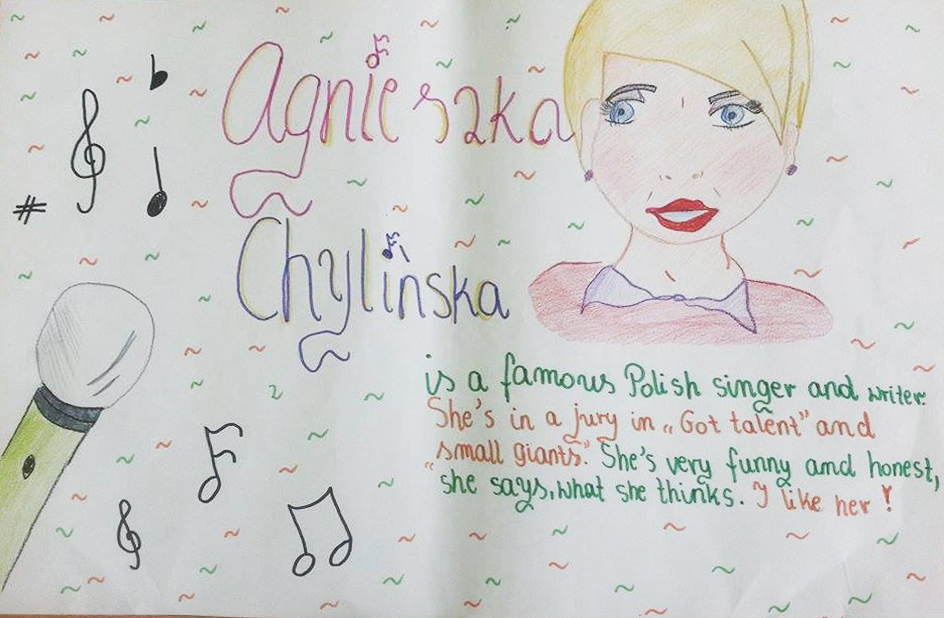 Agnieszka
Chylińska
is a famous Polish singer and writer.
She's in a jury in „Got talent" and
„small giants." She's very funny and honest,
she says, what she thinks. I like her!